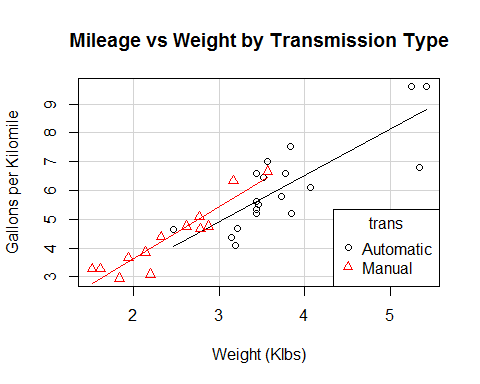 Mileage vs Weight by Transmission Type
Gallons per Kilomile
9
8
7
6
5
4
3
trans
Automatic
Manual
2 3 4 5
Weight (Klbs)